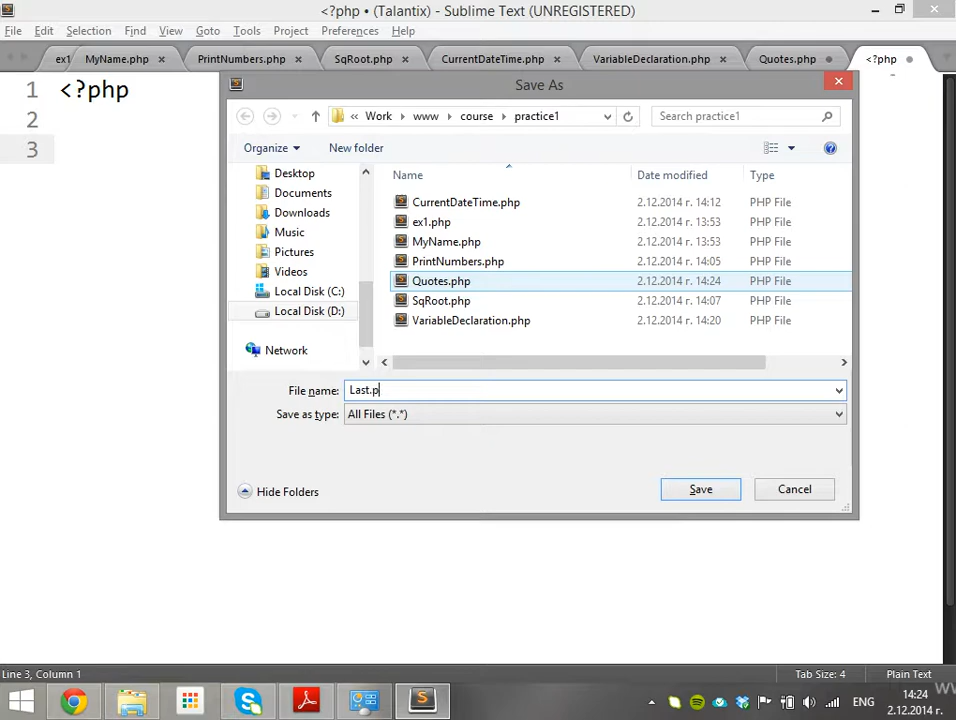 <?php • (Talantix) - Sublime Text (UNREGISTERED)
File Edit Selection Find View Goto Tools Project Preferences Help
ex1 MyName.php PrintNumbers.php SqRoot.php CurrentDateTime.php VariableDeclaration.php Quotes.php <?php
1 <?php
2
3
Save As
« Work www course practice1 Search practice1
Organize New folder
Name Date modified Type
Desktop
Documents
Downloads
Music
Pictures
Videos
Local Disk (C:)
Local Disk (D:)
Network
CurrentDateTime.php 2.12.2014 г. 14:12 PHP File
ex1.php 2.12.2014 г. 13:53 PHP File
MyName.php 2.12.2014 г. 13:53 PHP File
PrintNumbers.php 2.12.2014 г. 14:05 PHP File
Quotes.php 2.12.2014 г. 14:24 PHP File
SqRoot.php 2.12.2014 г. 14:07 PHP File
VariableDeclaration.php 2.12.2014 г. 14:20 PHP File
File name: Last.p
Save as type: All Files (*.*)
Hide Folders Save Cancel
Line 3, Column 1 Tab Size: 4 Plain Text
ENG 14:24
2.12.2014 г.